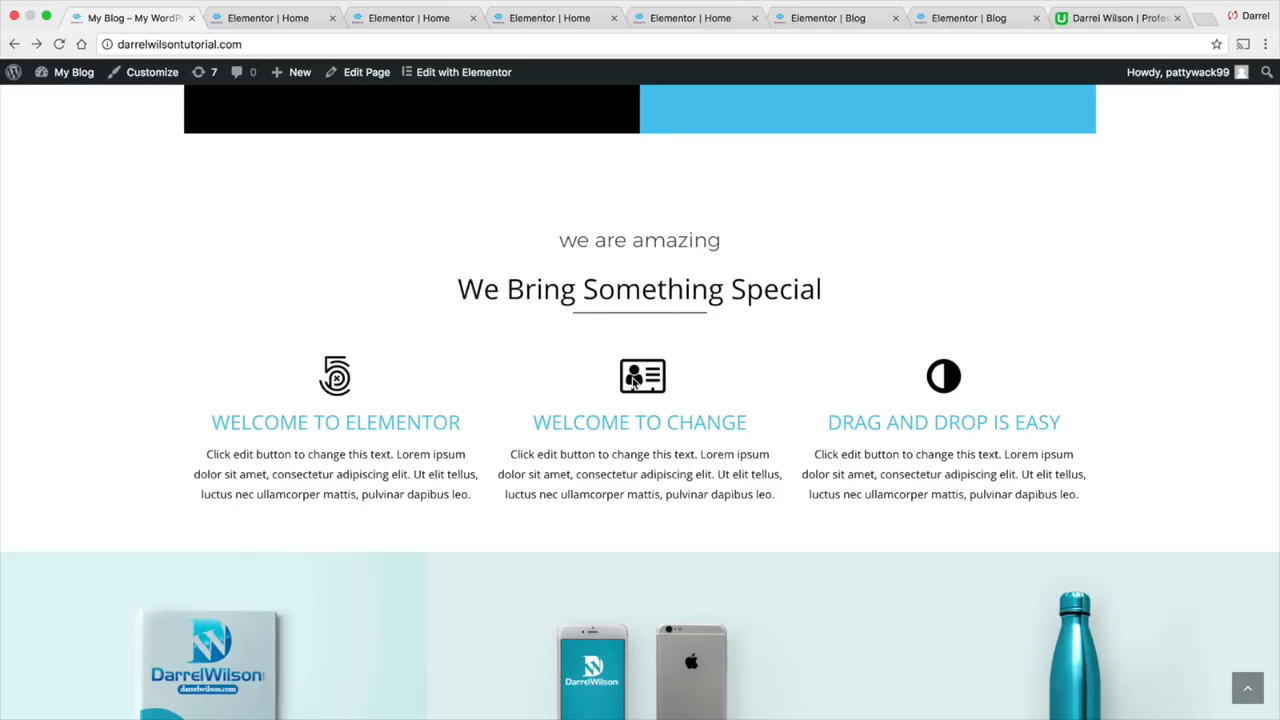 My Blog – My WordPr
Elementor | Home
Elementor | Home
Elementor | Home
Elementor | Home
Elementor | Blog
Elementor | Blog
Darrel Wilson | Profes
Darrel
darrelwilsontutorial.com
My Blog
Customize
7
0
New
Edit Page
Edit with Elementor
Howdy, pattywack99
we are amazing
We Bring Something Special
WELCOME TO ELEMENTOR
Click edit button to change this text. Lorem ipsum
dolor sit amet, consectetur adipiscing elit. Ut elit tellus,
luctus nec ullamcorper mattis, pulvinar dapibus leo.
WELCOME TO CHANGE
Click edit button to change this text. Lorem ipsum
dolor sit amet, consectetur adipiscing elit. Ut elit tellus,
luctus nec ullamcorper mattis, pulvinar dapibus leo.
DRAG AND DROP IS EASY
Click edit button to change this text. Lorem ipsum
dolor sit amet, consectetur adipiscing elit. Ut elit tellus,
luctus nec ullamcorper mattis, pulvinar dapibus leo.
DarrelWilson
darrelwilson.com
DarrelWilson